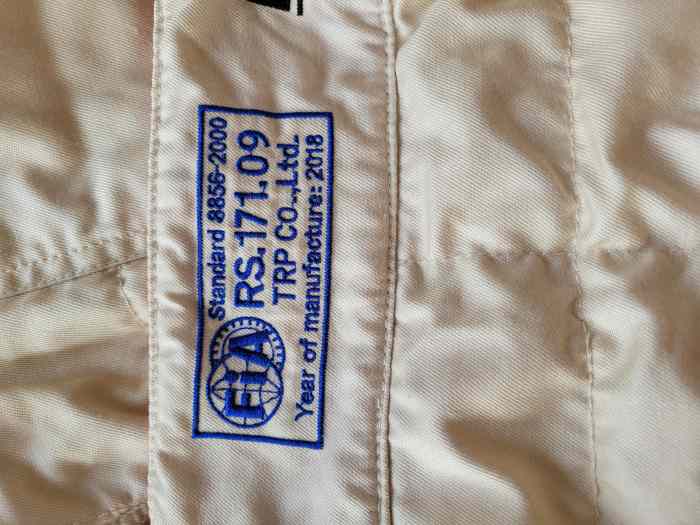 Standard 8856-2000
FIA RS.171.09
TRP CO.,Ltd.
Year of manufacture: 2018